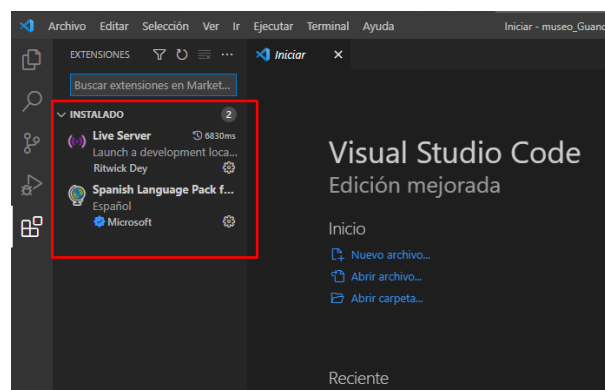 Archivo Editar Selección Ver Ir Ejecutar Terminal Ayuda Iniciar - museo_Guano
EXTENSIONES
Iniciar
Buscar extensiones en Market...
INSTALADO 2
Live Server 6830ms
Launch a development loca...
Ritwick Dey
Spanish Language Pack f...
Español
Microsoft
Visual Studio Code
Edición mejorada
Inicio
Nuevo archivo...
Abrir archivo...
Abrir carpeta...
Reciente